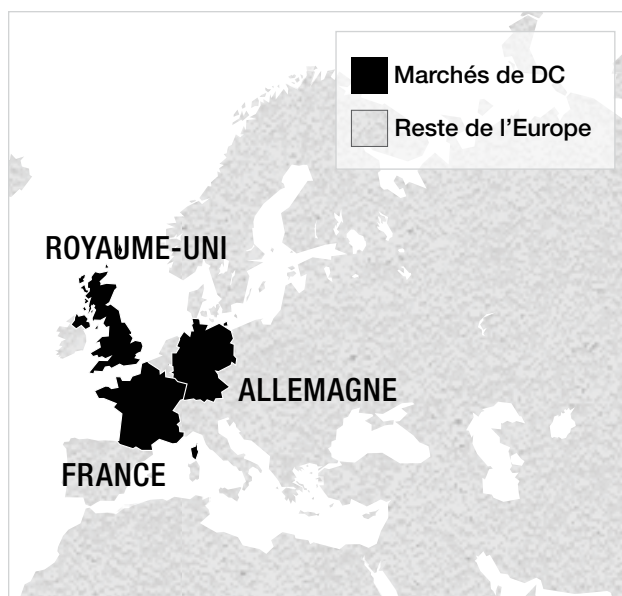 Marchés de DC
Reste de l’Europe
ROYAUME-UNI
ALLEMAGNE
FRANCE